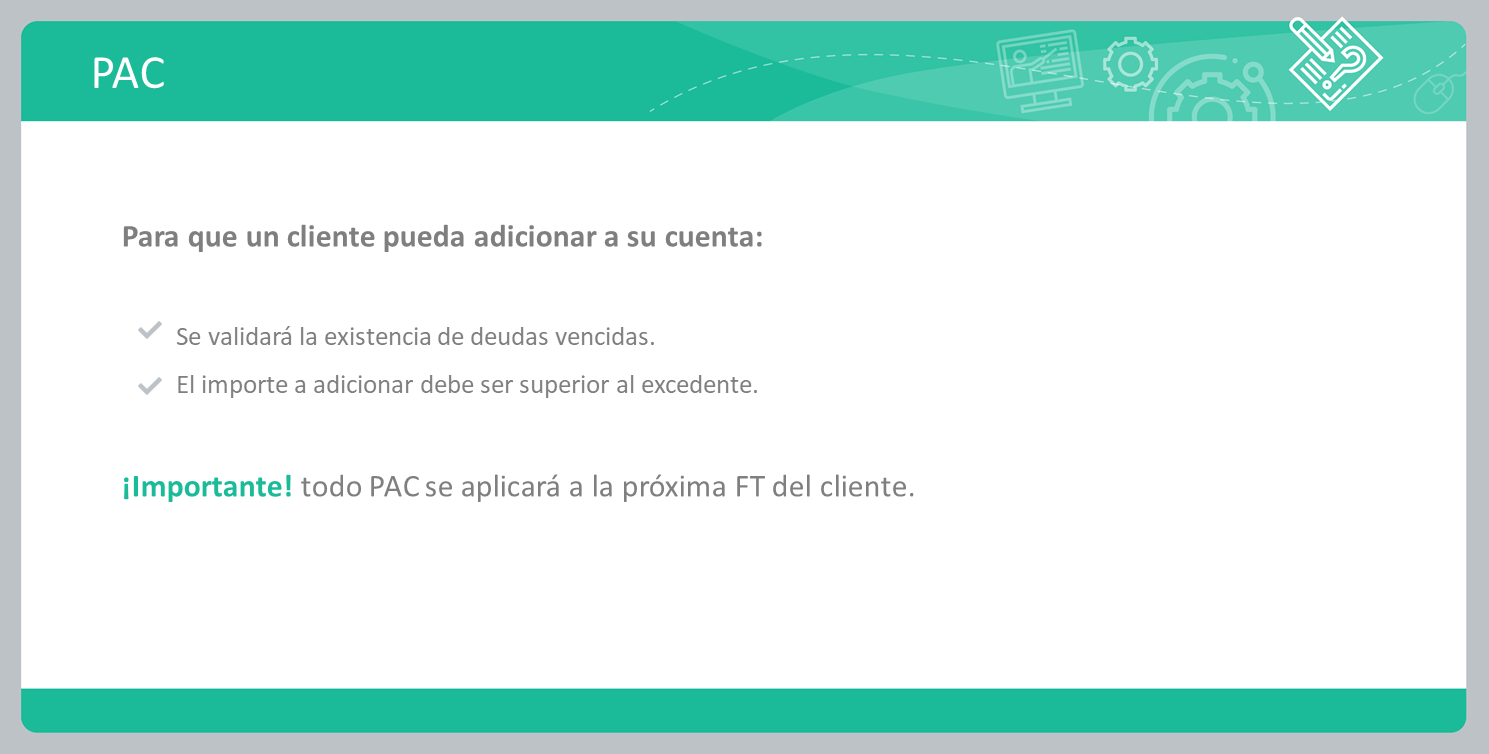 PAC
Para que un cliente pueda adicionar a su cuenta:
Se validará la existencia de deudas vencidas.
El importe a adicionar debe ser superior al excedente.
¡Importante! todo PAC se aplicará a la próxima FT del cliente.